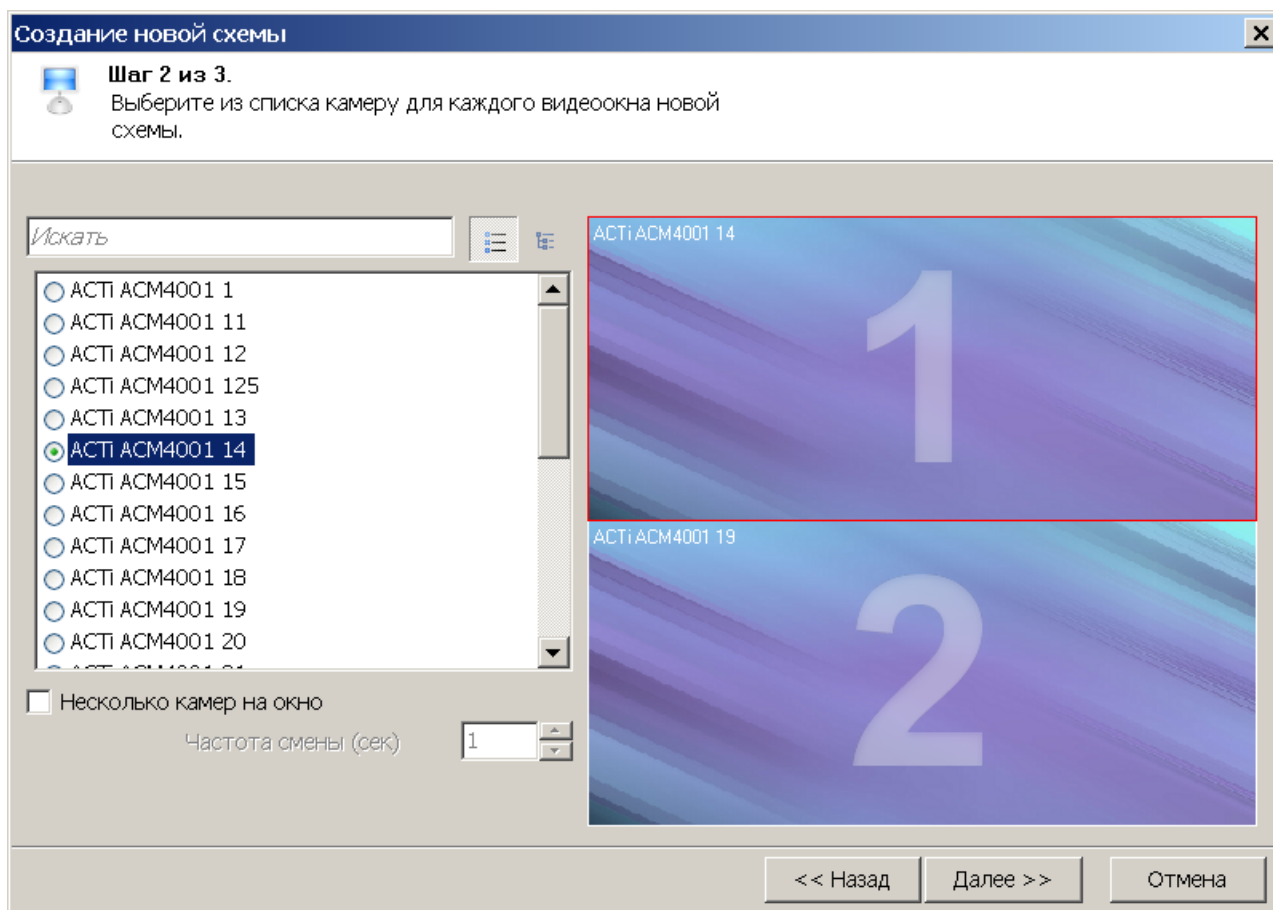 Создание новой схемы
Шаг 2 из 3.
Выберите из списка камеру для каждого видеоокна новой
схемы.
Искать
ACTi ACM4001 1
ACTi ACM4001 11
ACTi ACM4001 12
ACTi ACM4001 125
ACTi ACM4001 13
ACTi ACM4001 14
ACTi ACM4001 15
ACTi ACM4001 16
ACTi ACM4001 17
ACTi ACM4001 18
ACTi ACM4001 19
ACTi ACM4001 20
Несколько камер на окно
Частота смены (сек)
1
ACTi ACM4001 14
1
ACTi ACM4001 19
2
<< Назад
Далее >>
Отмена